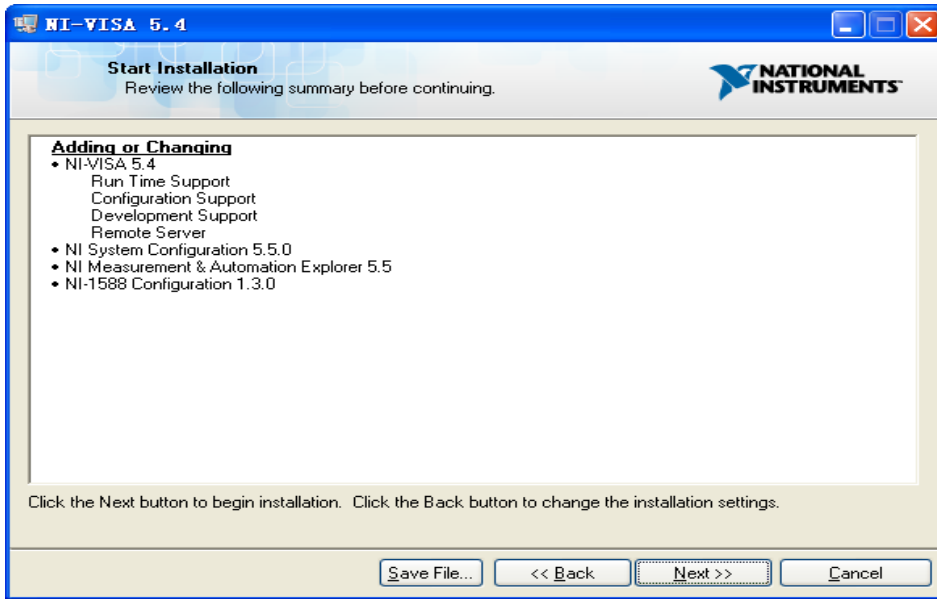 NI-VISA 5.4
Start Installation
Review the following summary before continuing.
NATIONAL
INSTRUMENTS™
Adding or Changing
• NI-VISA 5.4
Run Time Support
Configuration Support
Development Support
Remote Server
• NI System Configuration 5.5.0
• NI Measurement & Automation Explorer 5.5
• NI-1588 Configuration 1.3.0
Click the Next button to begin installation. Click the Back button to change the installation settings.
Save File... << Back Next >> Cancel